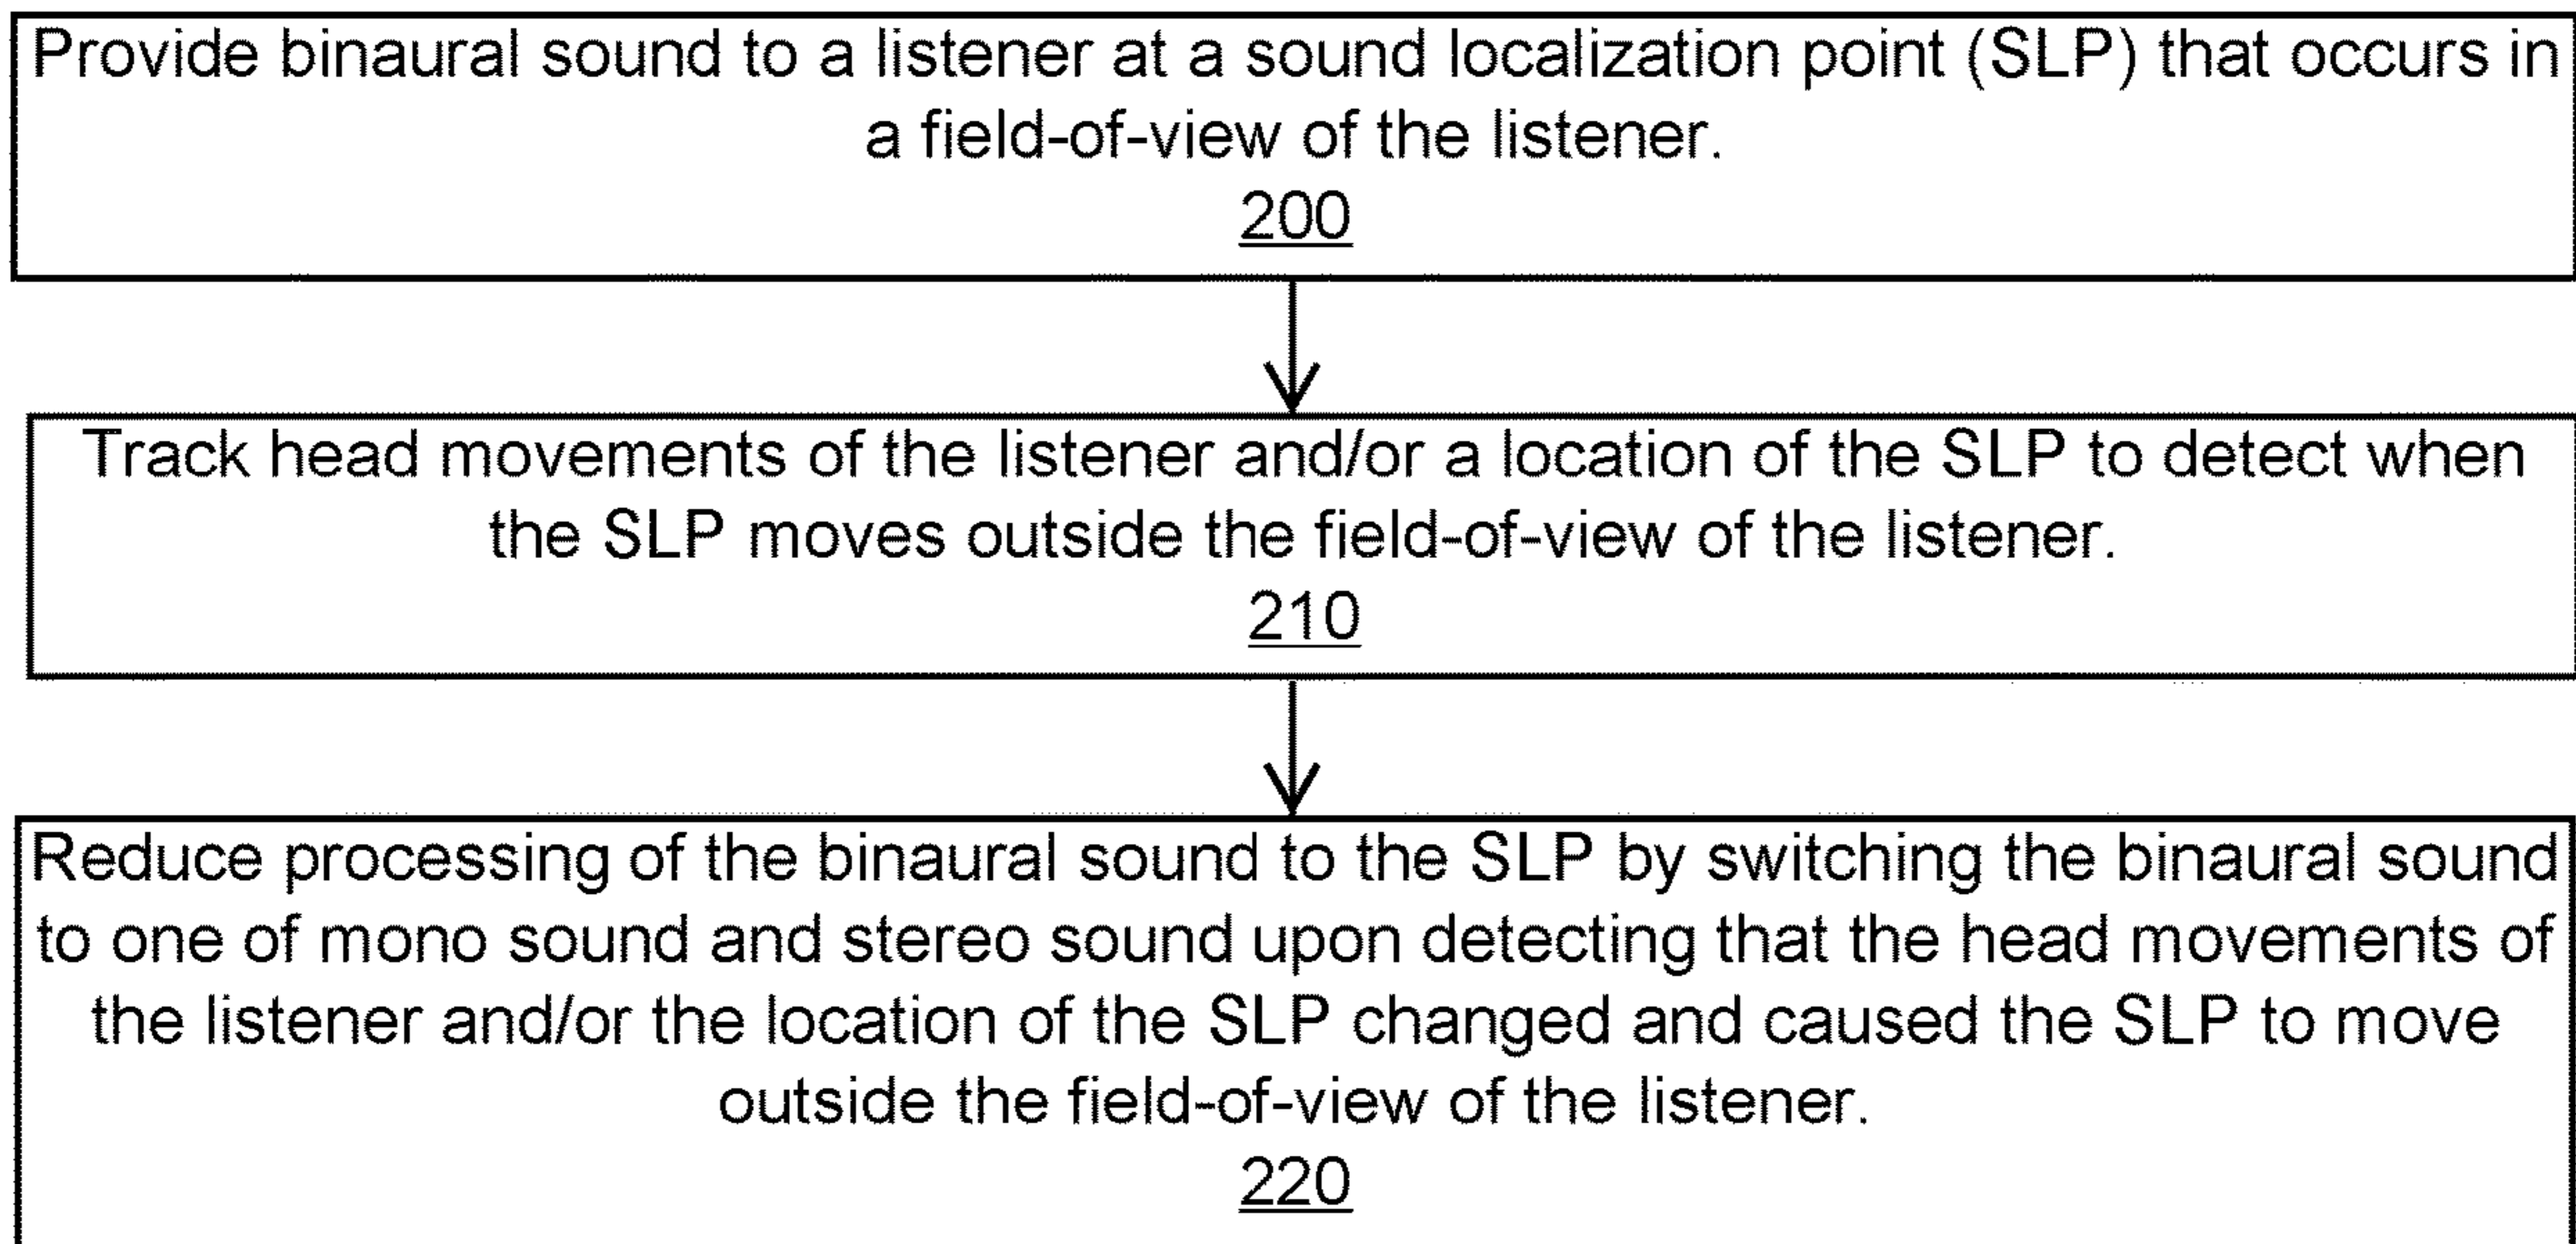 Provide binaural sound to a listener at a sound localization point (SLP) that occurs in
a field-of-view of the listener.
200
Track head movements of the listener and/or a location of the SLP to detect when
the SLP moves outside the field-of-view of the listener.
210
Reduce processing of the binaural sound to the SLP by switching the binaural sound
to one of mono sound and stereo sound upon detecting that the head movements of
the listener and/or the location of the SLP changed and caused the SLP to move
outside the field-of-view of the listener.
220